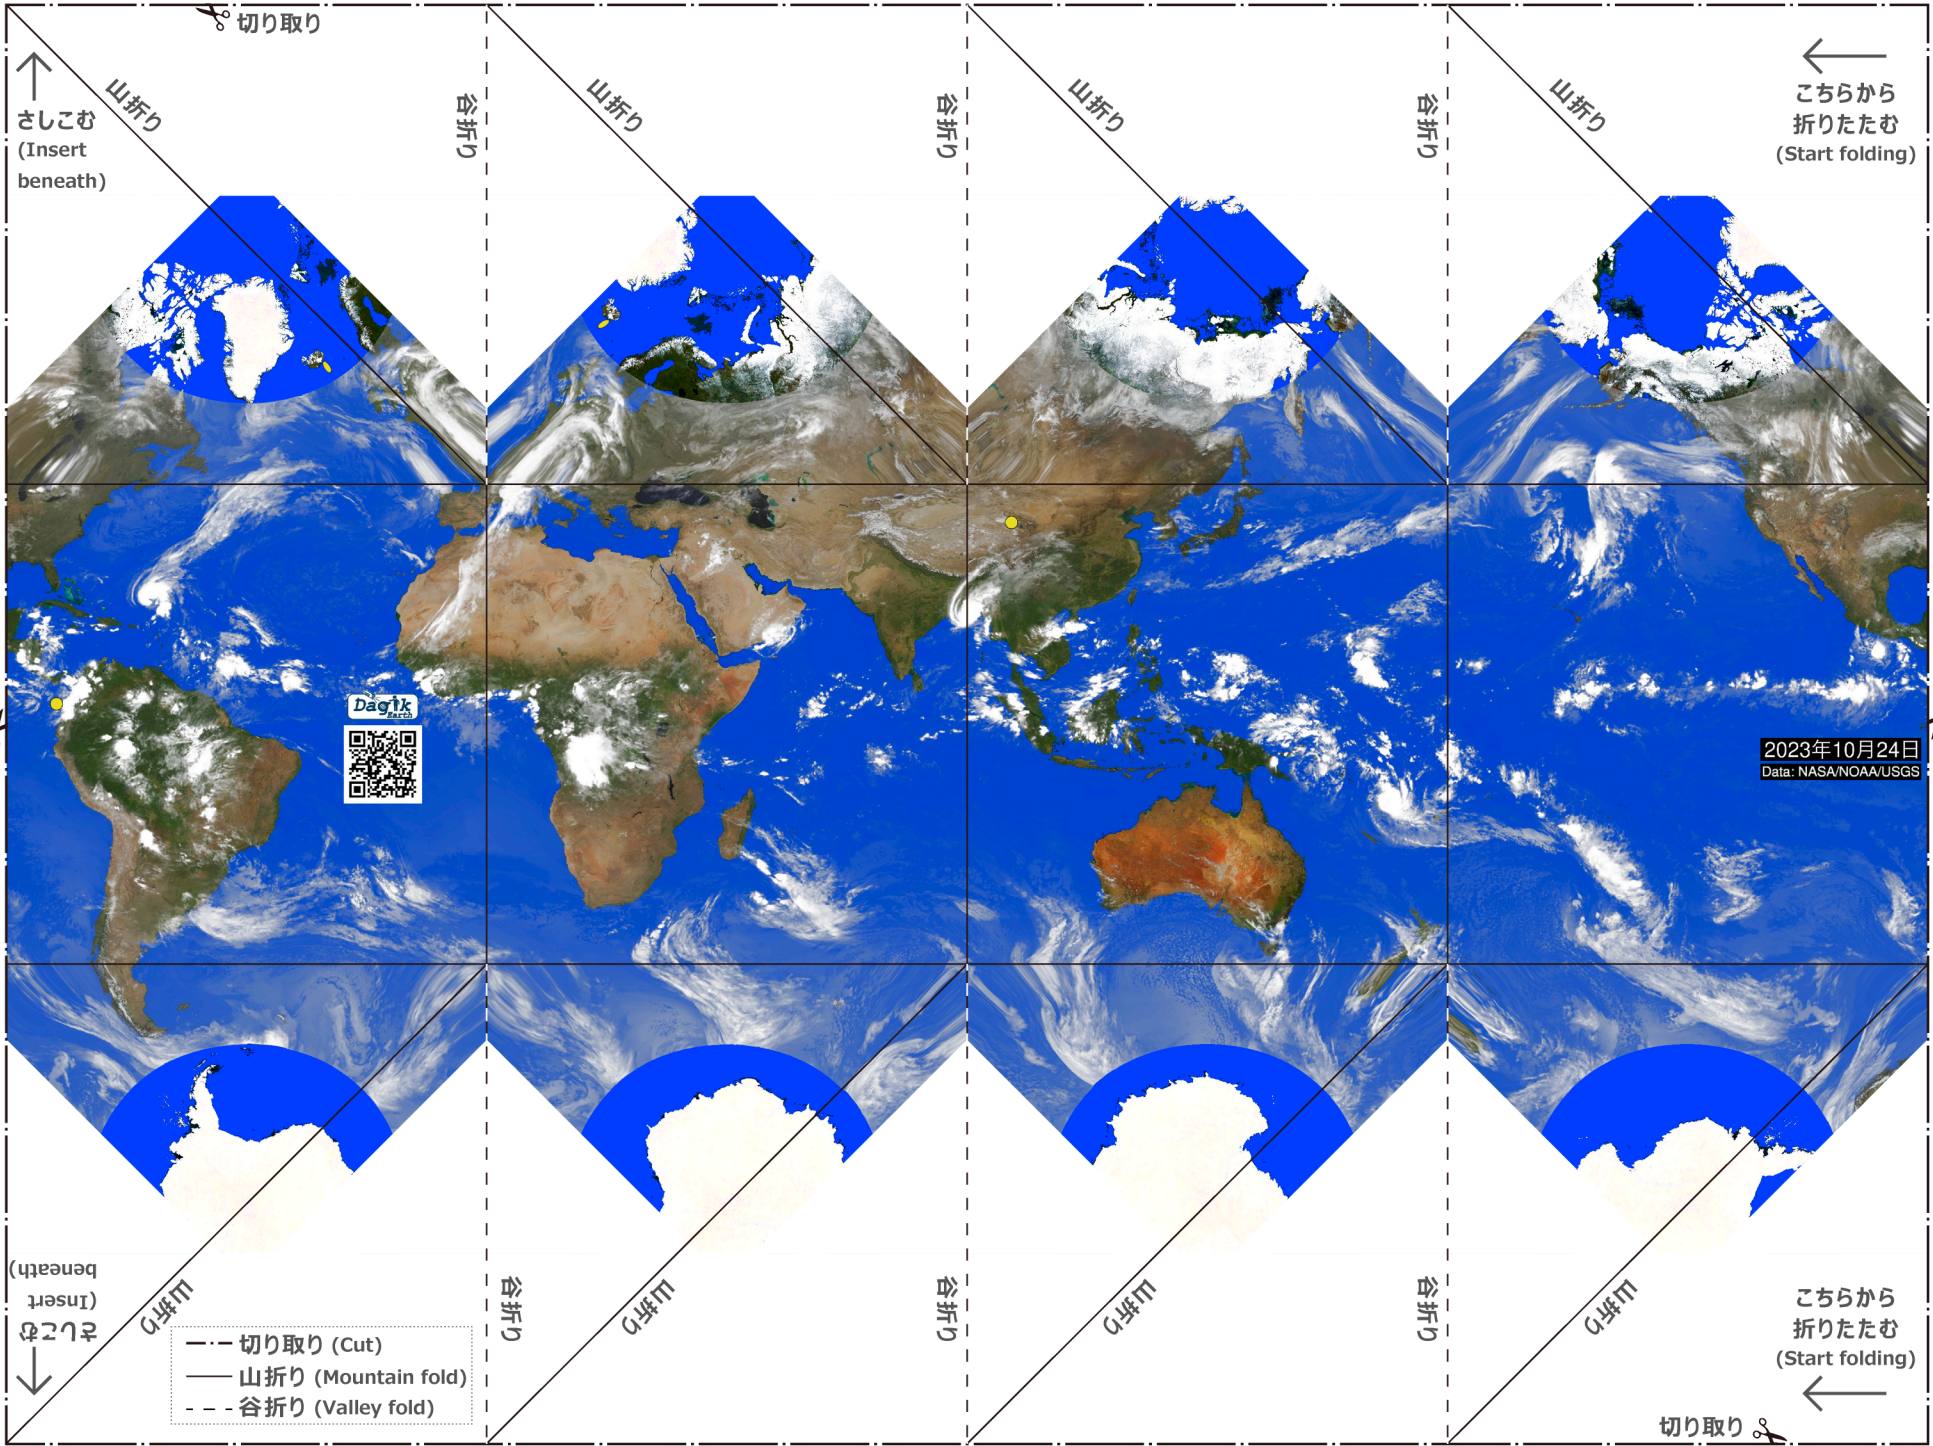 切り取り
さしこむ
(Insert
beneath)
山折り
谷折り
山折り
谷折り
山折り
谷折り
山折り
こちらから
折りたたむ
(Start folding)
Dagik
Earth
2023年10月24日
Data: NASA/NOAA/USGS
さしこむ
(Insert
beneath)
山折り
谷折り
山折り
谷折り
山折り
谷折り
山折り
こちらから
折りたたむ
(Start folding)
切り取り (Cut)
山折り (Mountain fold)
谷折り (Valley fold)
切り取り